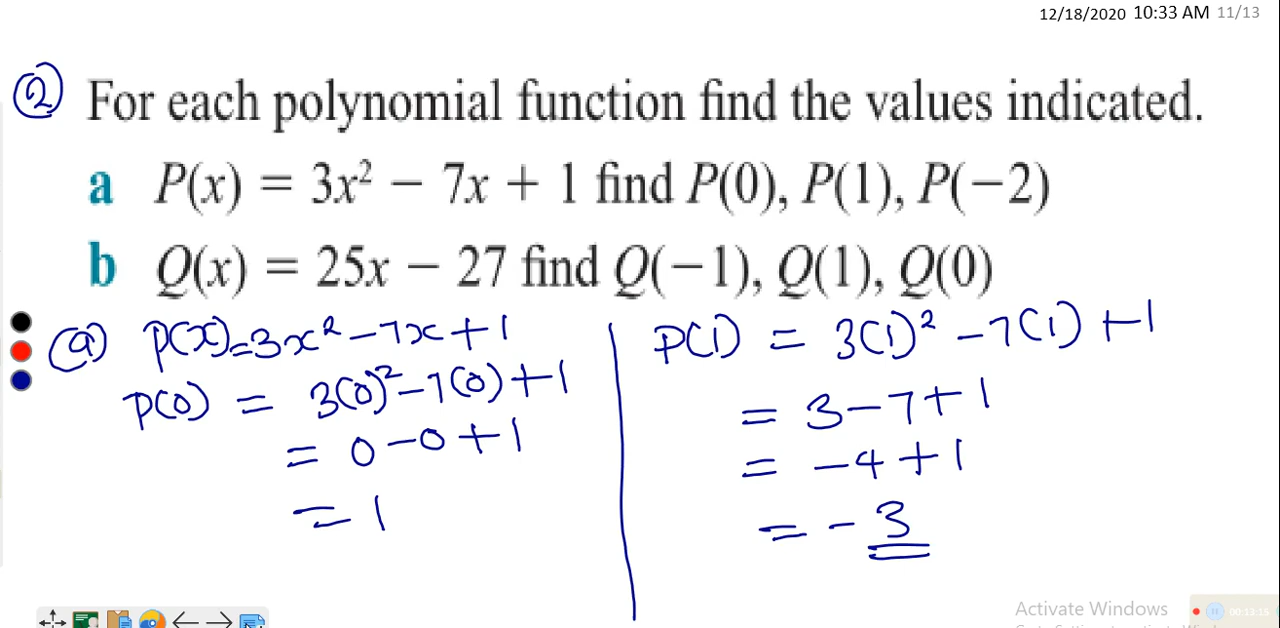 12/18/2020 10:33 AM 11/13
Q For each polynomial function find the values indicated.
a P(x) = 3x² − 7x + 1 find P(0), P(1), P(−2)
b Q(x) = 25x − 27 find Q(−1), Q(1), Q(0)
(a) P(x)=3x²−7x+1
P(0) = 3(0)²−7(0)+1
= 0−0+1
= 1
P(1) = 3(1)²−7(1)+1
= 3−7+1
= −4+1
= −3
Activate Windows
00:13:15